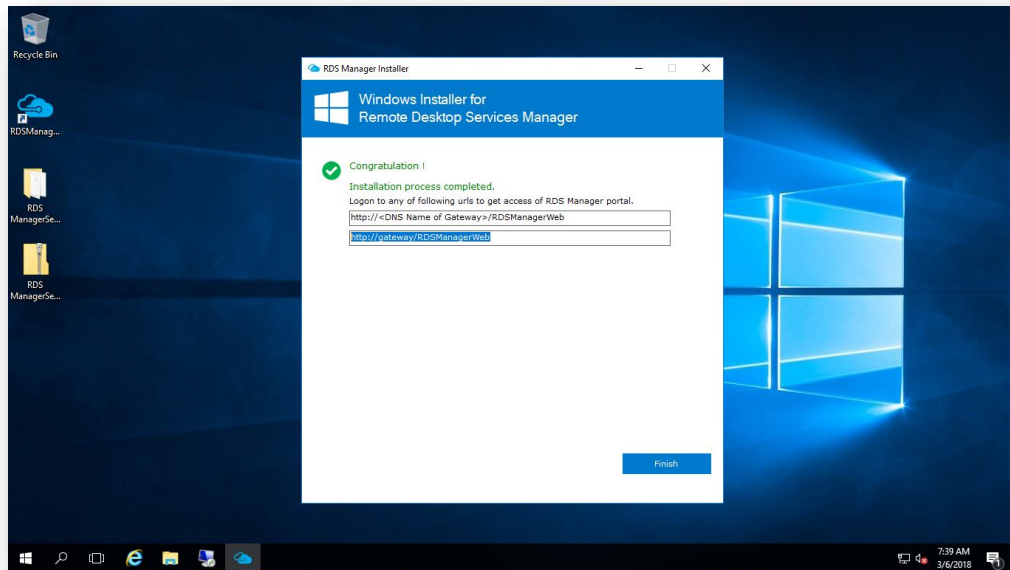 Recycle Bin
RDSManag...
RDS
ManagerSe...
RDS
ManagerSe...
RDS Manager Installer
Windows Installer for
Remote Desktop Services Manager
Congratulation !
Installation process completed.
Logon to any of following urls to get access of RDS Manager portal.
http://<DNS Name of Gateway>/RDSManagerWeb
http://gateway/RDSManagerWeb
Finish
7:39 AM
3/6/2018
1